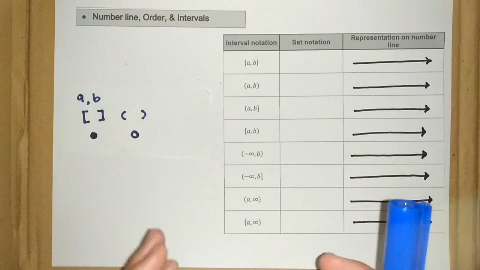 • Number line, Order, & Intervals
Interval notation Set notation Representation on number line
[a, b]
(a, b)
(a, b]
[a, b)
(-∞, b)
(-∞, b]
(a, ∞)
[a, ∞)
a, b
[ ] ( )